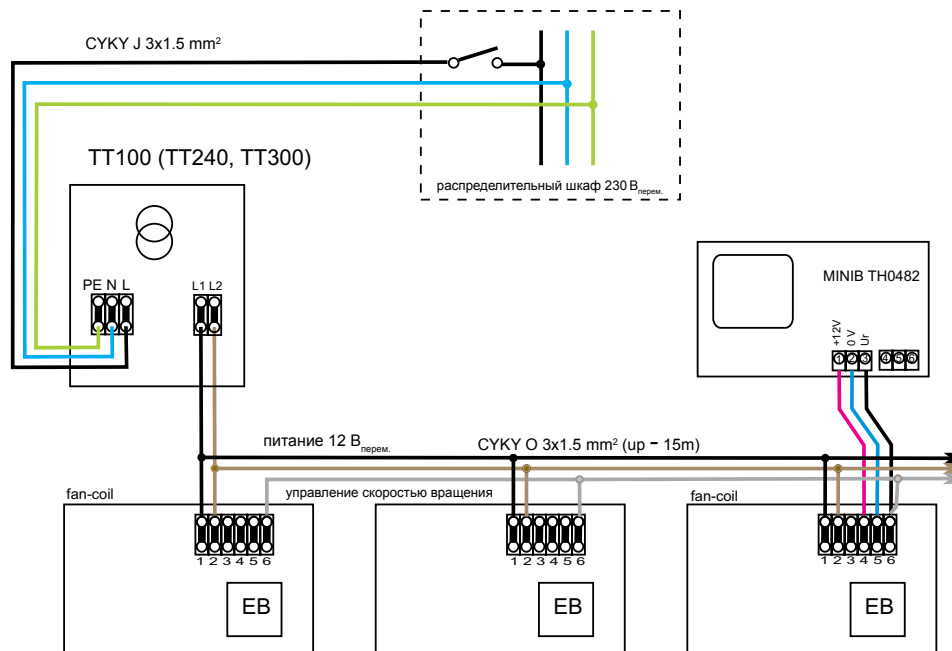 CYKY J 3x1.5 mm²
распределительный шкаф 230 В перем.
TT100 (TT240, TT300)
PE N L
L1 L2
MINIB TH0482
+12V
0 V
Ur
1 2 3
4 5 6
питание 12 В перем.
CYKY O 3x1.5 mm² (up - 15m)
управление скоростью вращения
fan-coil
fan-coil
1 2 3 4 5 6
1 2 3 4 5 6
1 2 3 4 5 6
EB
EB
EB